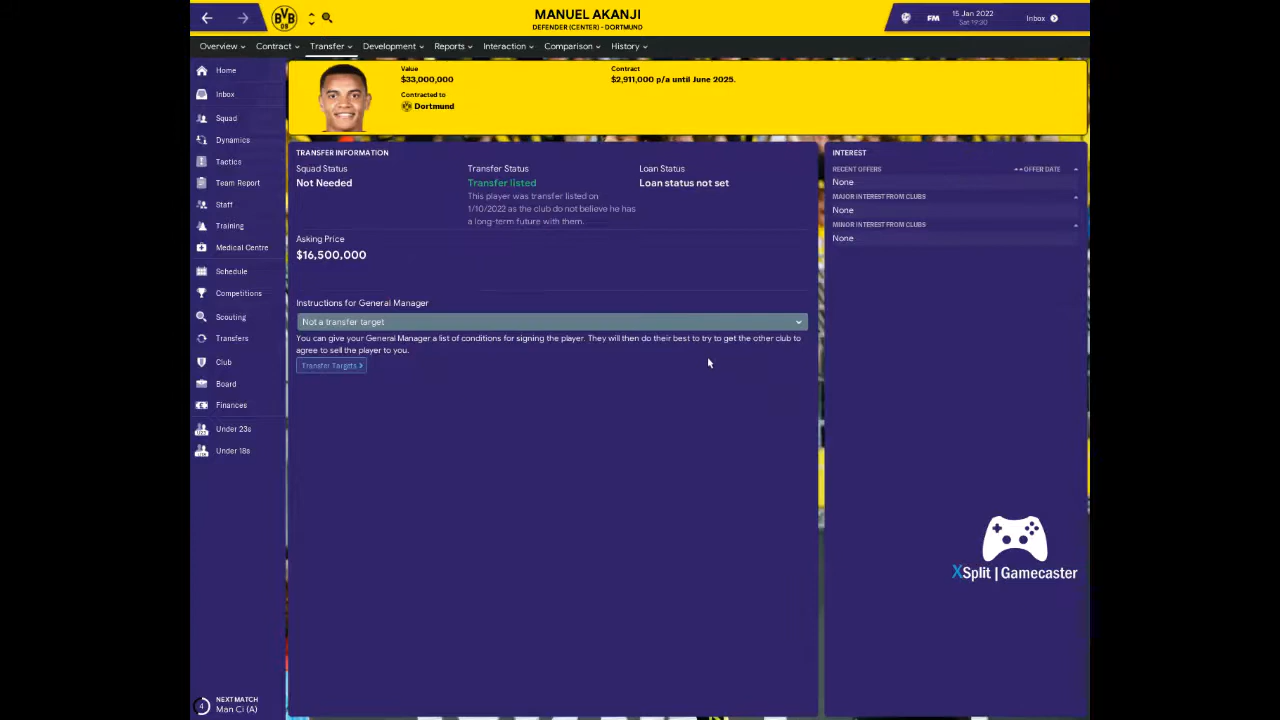 MANUEL AKANJI
DEFENDER (CENTER) - DORTMUND
BVB
09
FM
15 Jan 2022
Sat 19:30
Inbox
Overview
Contract
Transfer
Development
Reports
Interaction
Comparison
History
Home
Inbox
Squad
Dynamics
Tactics
Team Report
Staff
Training
Medical Centre
Schedule
Competitions
Scouting
Transfers
Club
Board
Finances
Under 23s
Under 18s
4
NEXT MATCH
Man Ci (A)
Value
$33,000,000
Contracted to
Dortmund
Contract
$2,911,000 p/a until June 2025.
TRANSFER INFORMATION
Squad Status
Not Needed
Transfer Status
Transfer listed
This player was transfer listed on
1/10/2022 as the club do not believe he has
a long-term future with them.
Loan Status
Loan status not set
Asking Price
$16,500,000
Instructions for General Manager
Not a transfer target
You can give your General Manager a list of conditions for signing the player. They will then do their best to try to get the other club to
agree to sell the player to you.
Transfer Targets >
INTEREST
RECENT OFFERS
OFFER DATE
None
MAJOR INTEREST FROM CLUBS
None
MINOR INTEREST FROM CLUBS
None
XSplit | Gamecaster